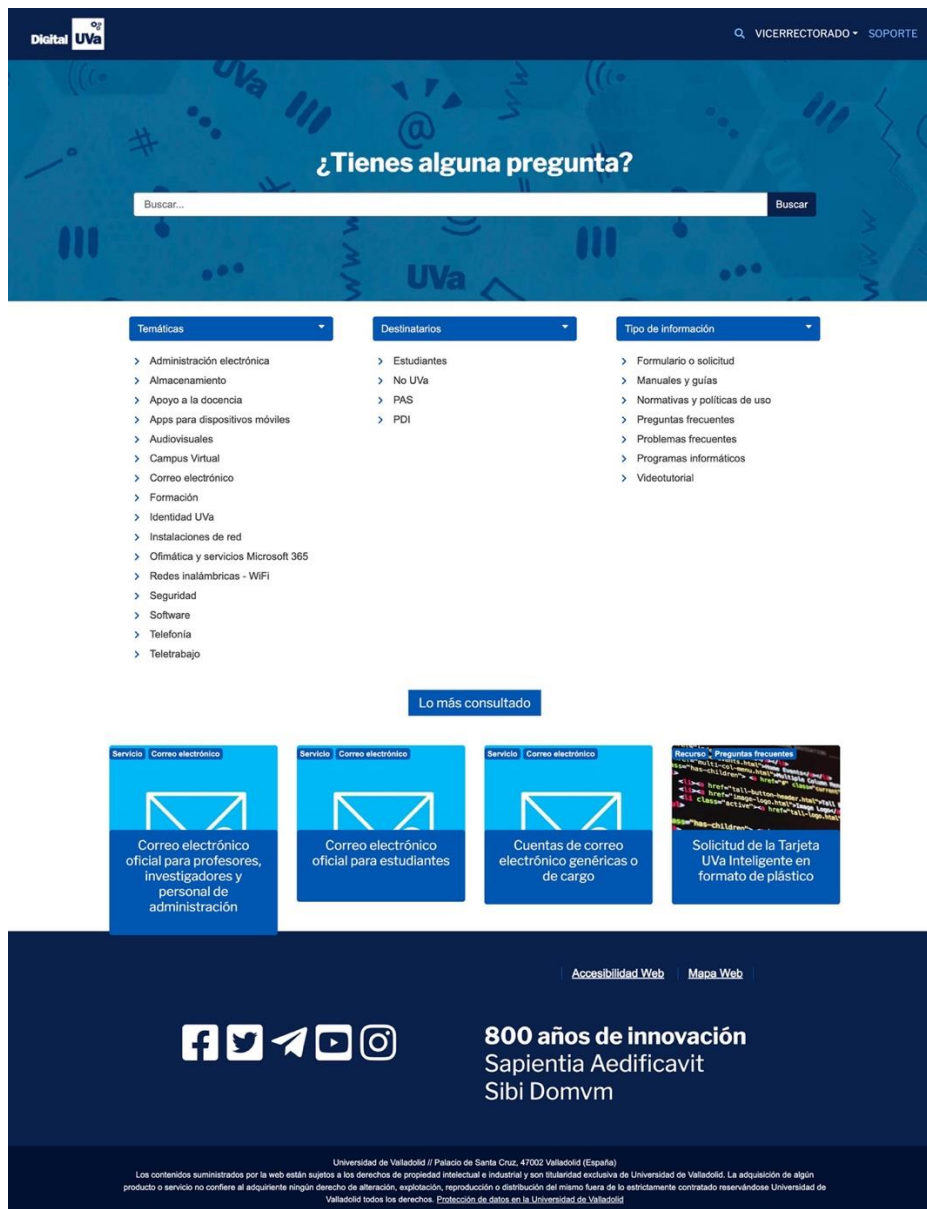 Digital UVa
VICERRECTORADO
SOPORTE
UVa
@
#
¿Tienes alguna pregunta?
Buscar...
Buscar
UVa
Temáticas
Administración electrónica
Almacenamiento
Apoyo a la docencia
Apps para dispositivos móviles
Audiovisuales
Campus Virtual
Correo electrónico
Formación
Identidad UVa
Instalaciones de red
Ofimática y servicios Microsoft 365
Redes inalámbricas - WiFi
Seguridad
Software
Telefonía
Teletrabajo
Destinatarios
Estudiantes
No UVa
PAS
PDI
Tipo de información
Formulario o solicitud
Manuales y guías
Normativas y políticas de uso
Preguntas frecuentes
Problemas frecuentes
Programas informáticos
Videotutorial
Lo más consultado
Servicio
Correo electrónico
Correo electrónico
oficial para profesores,
investigadores y
personal de
administración
Servicio
Correo electrónico
Correo electrónico
oficial para estudiantes
Servicio
Correo electrónico
Cuentas de correo
electrónico genéricas o
de cargo
Recurso
Preguntas frecuentes
Solicitud de la Tarjeta
UVa Inteligente en
formato de plástico
Accesibilidad Web
Mapa Web
800 años de innovación
Sapientia Aedificavit
Sibi Domvm
Universidad de Valladolid // Palacio de Santa Cruz, 47002 Valladolid (España)
Los contenidos suministrados por la web están sujetos a los derechos de propiedad intelectual e industrial y son titularidad exclusiva de Universidad de Valladolid. La adquisición de algún
producto o servicio no confiere al adquiriente ningún derecho de alteración, explotación, reproducción o distribución del mismo fuera de lo estrictamente contratado reservándose Universidad de
Valladolid todos los derechos. Protección de datos en la Universidad de Valladolid